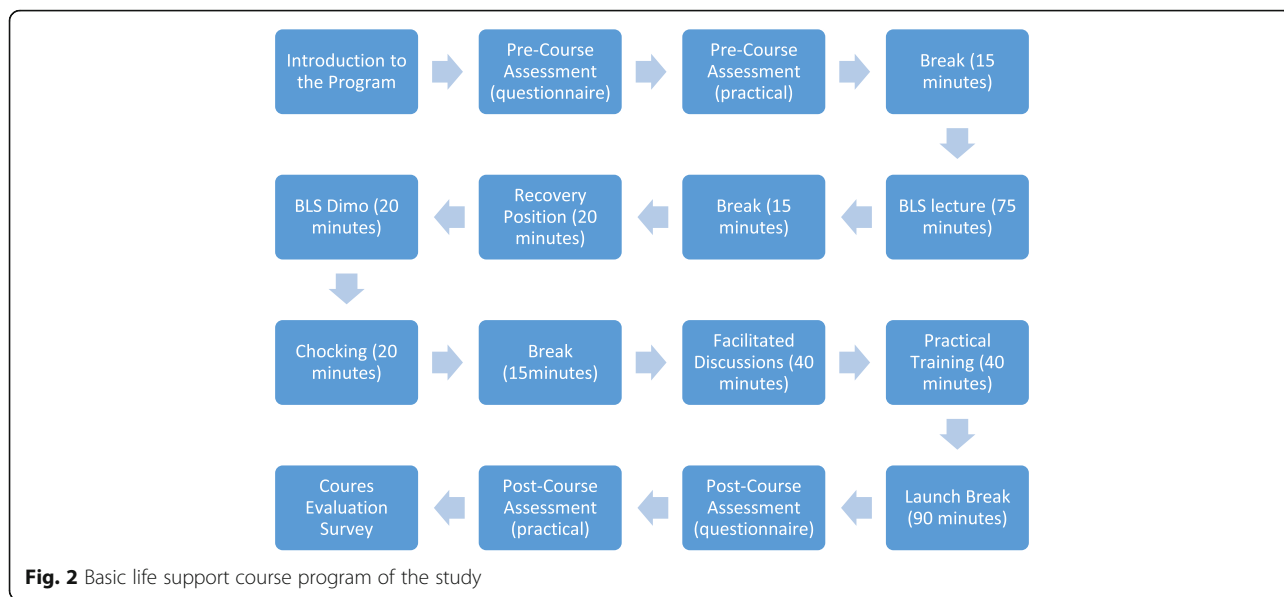 Introduction to
the Program
Pre-Course
Assessment
(questionnaire)
Pre-Course
Assessment
(practical)
Break (15
minutes)
BLS lecture (75
minutes)
Break (15
minutes)
Recovery
Position (20
minutes)
BLS Dimo (20
minutes)
Chocking (20
minutes)
Break
(15minutes)
Facilitated
Discussions (40
minutes)
Practical
Training (40
minutes)
Launch Break
(90 minutes)
Post-Course
Assessment
(questionnaire)
Post-Course
Assessment
(practical)
Coures
Evaluation
Survey
Fig. 2 Basic life support course program of the study